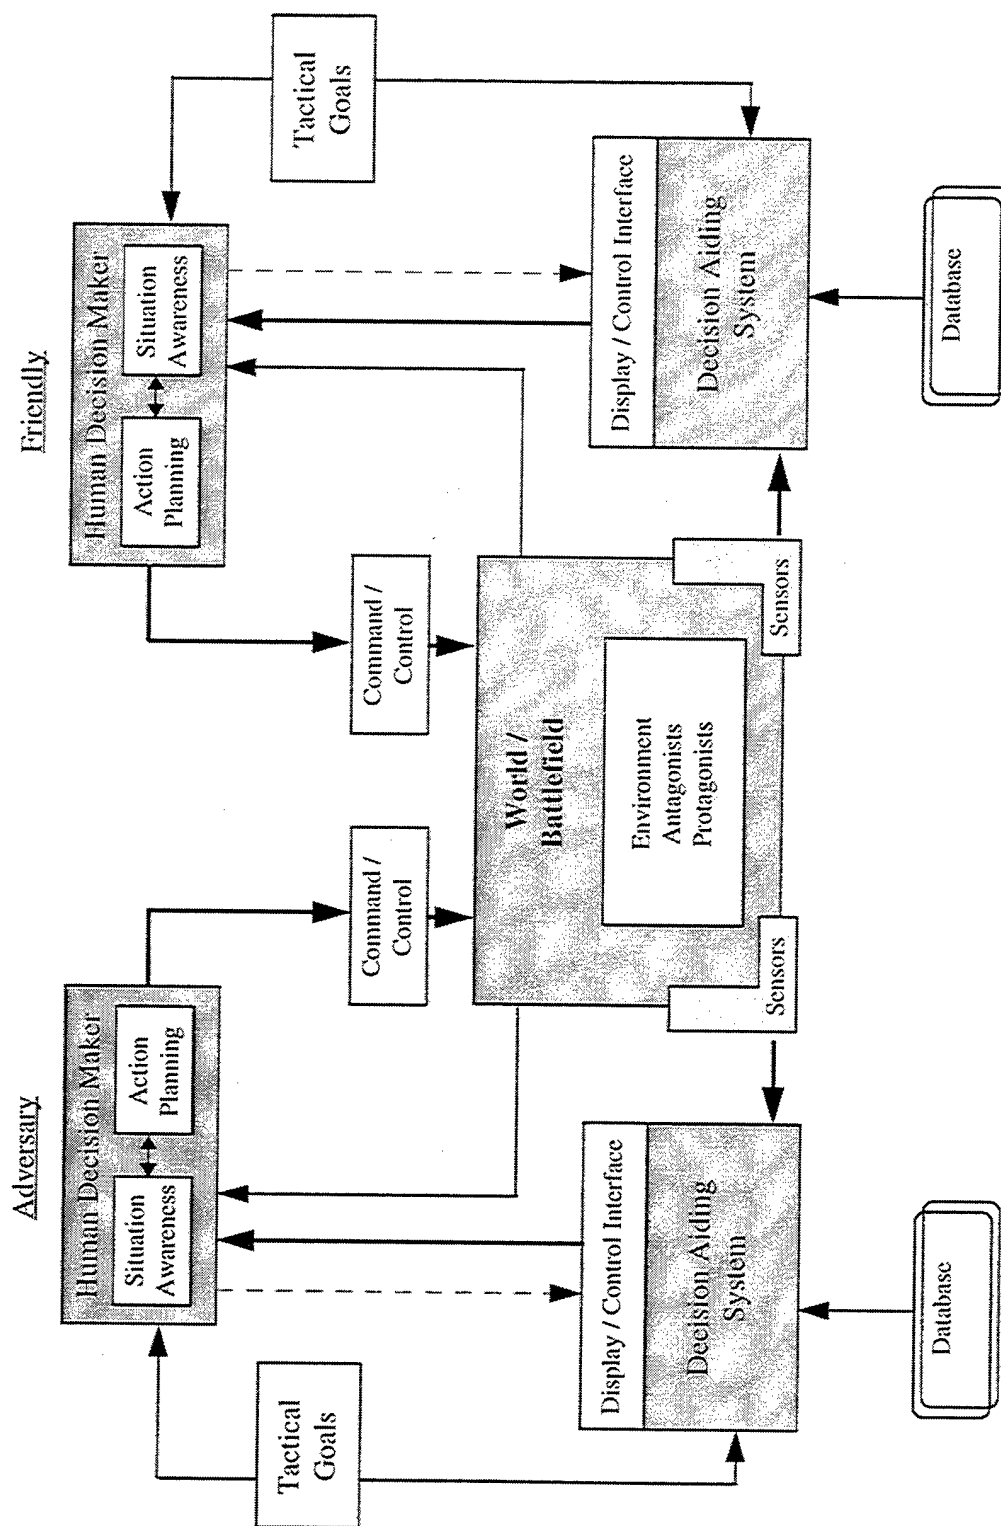 Adversary
Friendly
Human Decision Maker
Situation
Awareness
Action
Planning
Human Decision Maker
Action
Planning
Situation
Awareness
Tactical
Goals
Command /
Control
Command /
Control
Tactical
Goals
World /
Battlefield
Environment
Antagonists
Protagonists
Display / Control Interface
Decision Aiding
System
Sensors
Sensors
Display / Control Interface
Decision Aiding
System
Database
Database